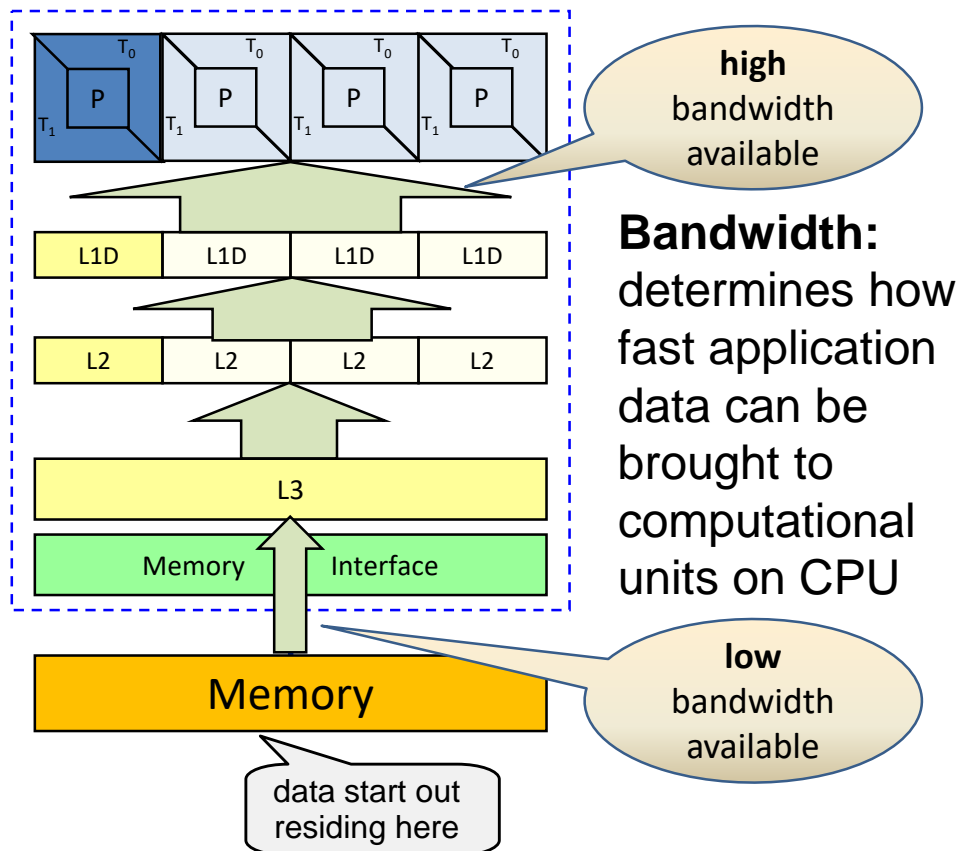 T0 T0 T0 T0
P P P P
T1 T1 T1 T1
high
bandwidth
available
L1D L1D L1D L1D
Bandwidth:
determines how
fast application
data can be
brought to
computational
units on CPU
L2 L2 L2 L2
L3
Memory Interface
low
bandwidth
available
Memory
data start out
residing here